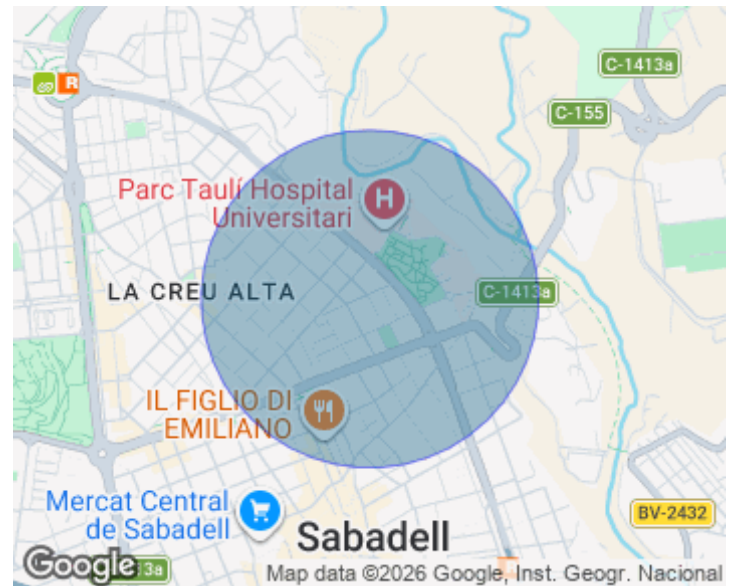 C-1413a
R
C-155
Parc Taulí Hospital
Universitari
H
LA CREU ALTA
C-1413a
IL FIGLIO DI
EMILIANO
Mercat Central
de Sabadell
BV-2432
Sabadell
Google
Map data ©2026 Google, Inst. Geogr. Nacional